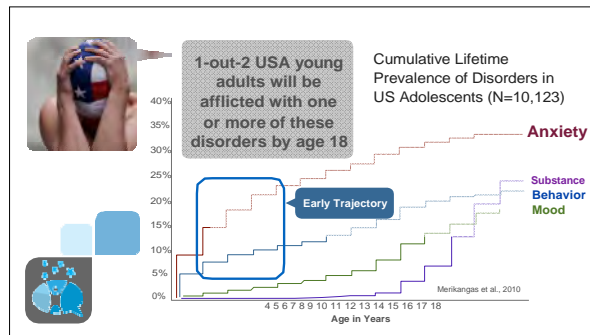 1-out-2 USA young
adults will be
afflicted with one
or more of these
disorders by age 18
Cumulative Lifetime
Prevalence of Disorders in
US Adolescents (N=10,123)
40%
35%
30%
25%
20%
15%
10%
5%
0%
Anxiety
Early Trajectory
Substance
Behavior
Mood
Merikangas et al., 2010
4 5 6 7 8 9 10 11 12 13 14 15 16 17 18
Age in Years